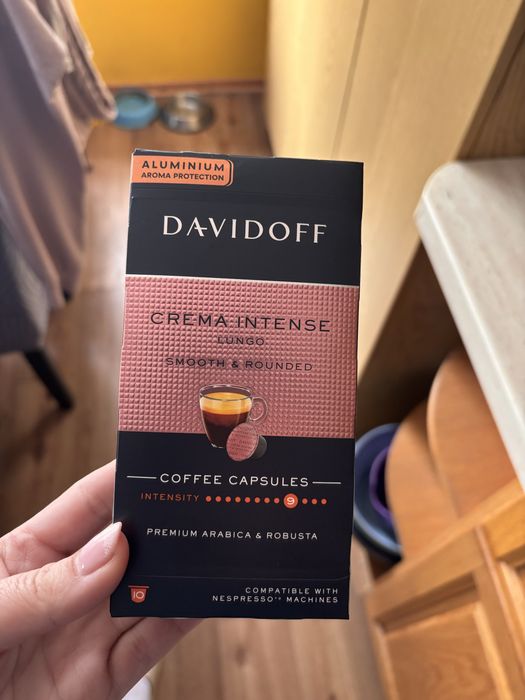 ALUMINIUM
AROMA PROTECTION
DAVIDOFF
CREMA INTENSE
LUNGO
SMOOTH & ROUNDED
COFFEE CAPSULES
INTENSITY 9
PREMIUM ARABICA & ROBUSTA
10
COMPATIBLE WITH
NESPRESSO** MACHINES